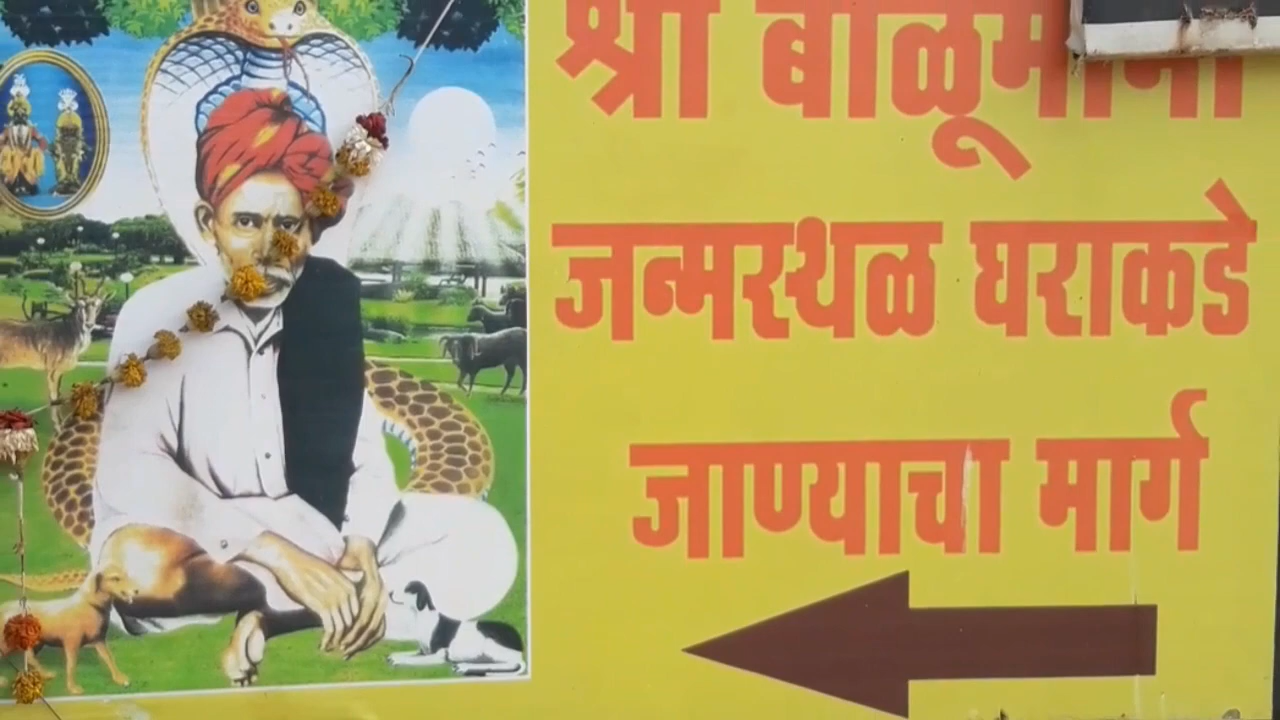 श्री बाळूमामा
जन्मस्थळ घराकडे
जाण्याचा मार्ग